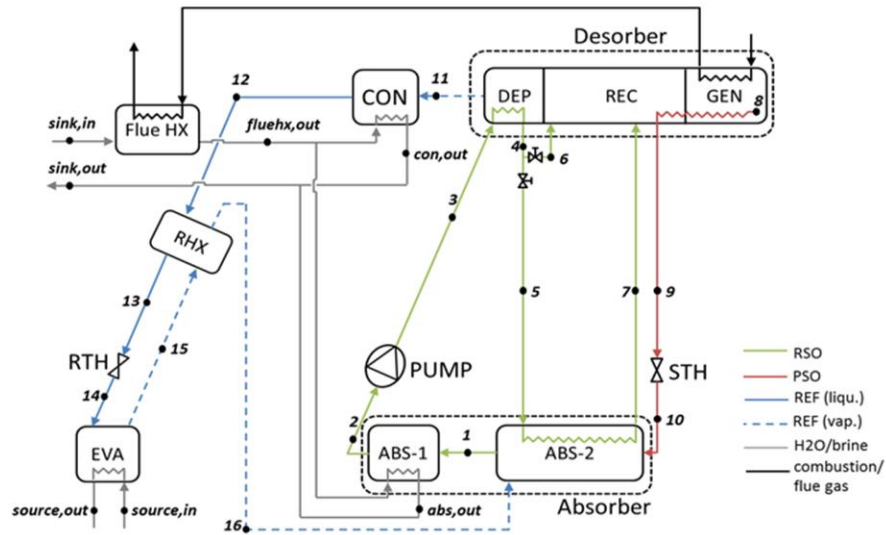 Desorber
12
CON
11
DEP
REC
GEN
8
sink,in
Flue HX
fluehx,out
4
6
con,out
sink,out
3
RHX
13
5
7
9
15
RTH
PUMP
STH
RSO
PSO
14
REF (liqu.)
2
1
10
REF (vap.)
EVA
ABS-1
ABS-2
H2O/brine
combustion/
flue gas
source,out
source,in
16
abs,out
Absorber